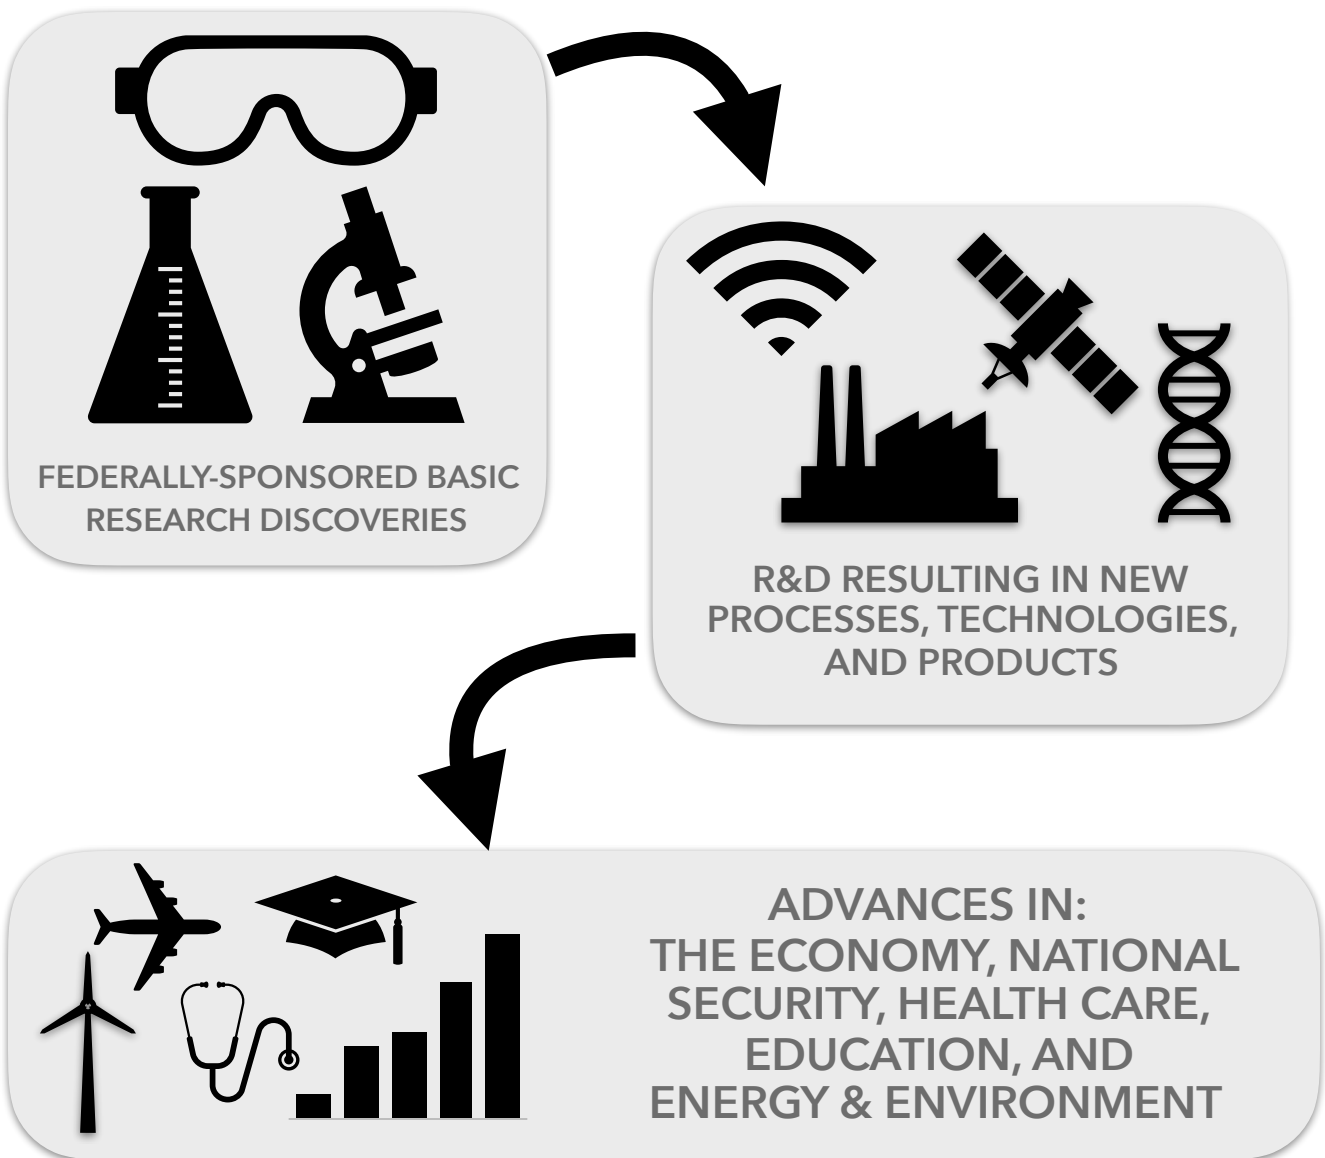 FEDERALLY-SPONSORED BASIC
RESEARCH DISCOVERIES
R&D RESULTING IN NEW
PROCESSES, TECHNOLOGIES,
AND PRODUCTS
ADVANCES IN:
THE ECONOMY, NATIONAL
SECURITY, HEALTH CARE,
EDUCATION, AND
ENERGY & ENVIRONMENT